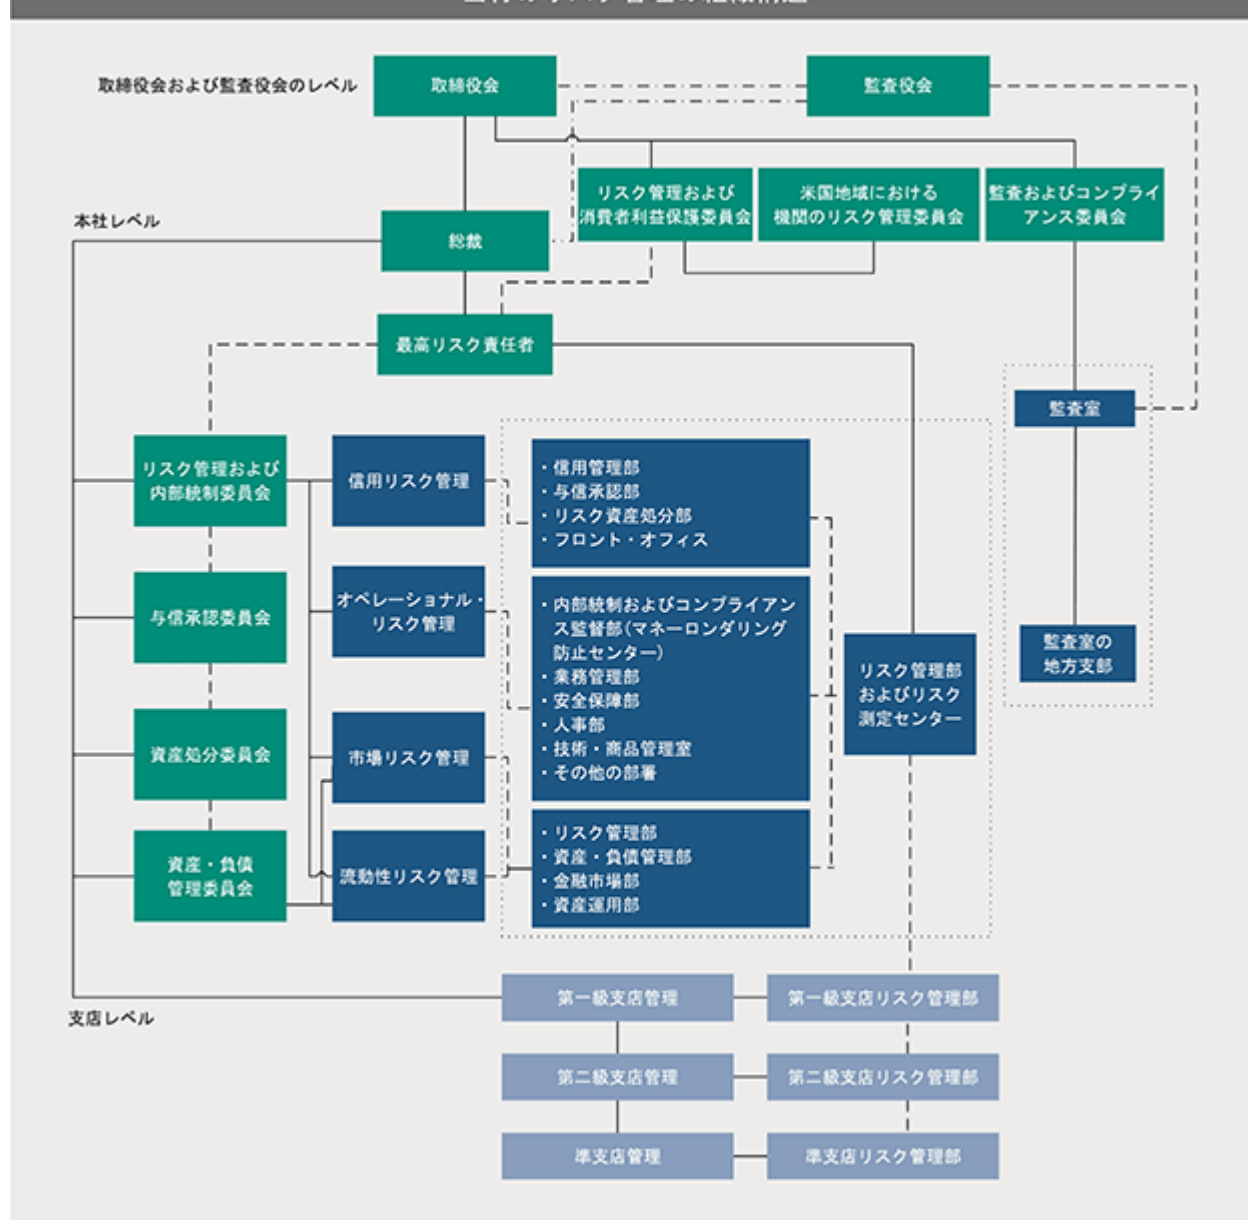 取締役会および監査役会のレベル
取締役会
監査役会
リスク管理および
消費者利益保護委員会
米国地域における
機関のリスク管理委員会
監査およびコンプライ
アンス委員会
本社レベル
総裁
最高リスク責任者
監査室
監査室の
地方支部
リスク管理および
内部統制委員会
与信承認委員会
資産処分委員会
資産・負債
管理委員会
信用リスク管理
オペレーショナル・
リスク管理
市場リスク管理
流動性リスク管理
・信用管理部
・与信承認部
・リスク資産処分部
・フロント・オフィス
・内部統制およびコンプライアン
ス監督部(マネーロンダリング
防止センター)
・業務管理部
・安全保障部
・人事部
・技術・商品管理室
・その他の部署
・リスク管理部
・資産・負債管理部
・金融市場部
・資産運用部
リスク管理部
およびリスク
測定センター
支店レベル
第一級支店管理
第一級支店リスク管理部
第二級支店管理
第二級支店リスク管理部
準支店管理
準支店リスク管理部